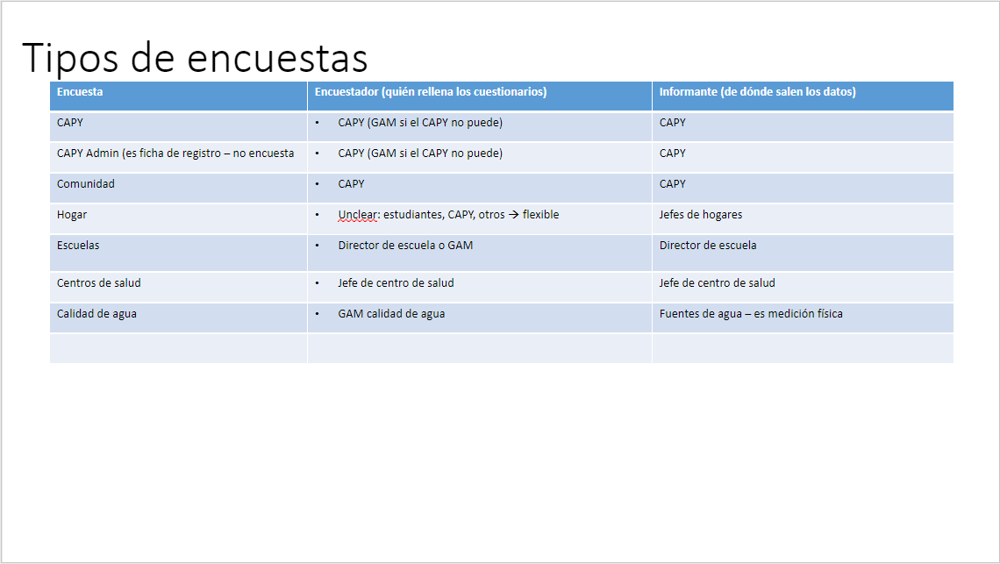 Tipos de encuestas
Encuesta Encuestador (quién rellena los cuestionarios) Informante (de dónde salen los datos)
CAPY • CAPY (GAM si el CAPY no puede) CAPY
CAPY Admin (es ficha de registro – no encuesta • CAPY (GAM si el CAPY no puede) CAPY
Comunidad • CAPY CAPY
Hogar • Unclear: estudiantes, CAPY, otros → flexible Jefes de hogares
Escuelas • Director de escuela o GAM Director de escuela
Centros de salud • Jefe de centro de salud Jefe de centro de salud
Calidad de agua • GAM calidad de agua Fuentes de agua – es medición física